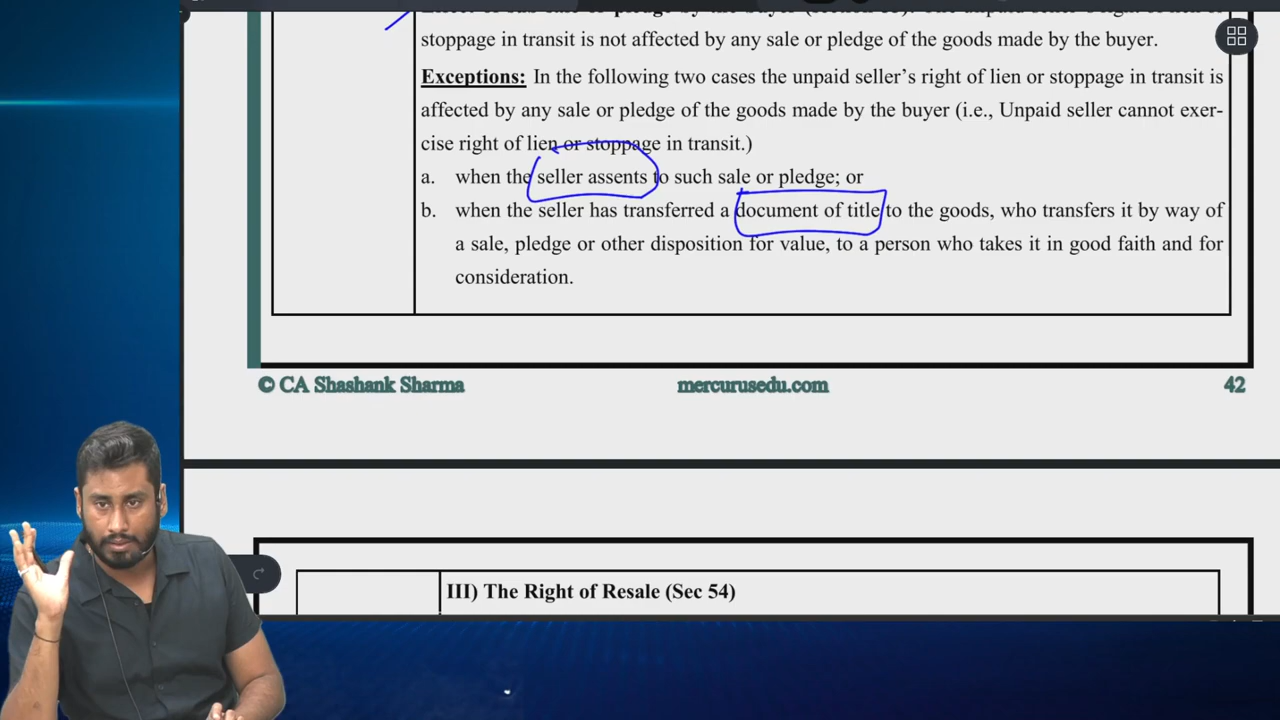 stoppage in transit is not affected by any sale or pledge of the goods made by the buyer.
Exceptions: In the following two cases the unpaid seller's right of lien or stoppage in transit is
affected by any sale or pledge of the goods made by the buyer (i.e., Unpaid seller cannot exer-
cise right of lien or stoppage in transit.)
a. when the seller assents to such sale or pledge; or
b. when the seller has transferred a document of title to the goods, who transfers it by way of
a sale, pledge or other disposition for value, to a person who takes it in good faith and for
consideration.
© CA Shashank Sharma mercurusedu.com 42
III) The Right of Resale (Sec 54)